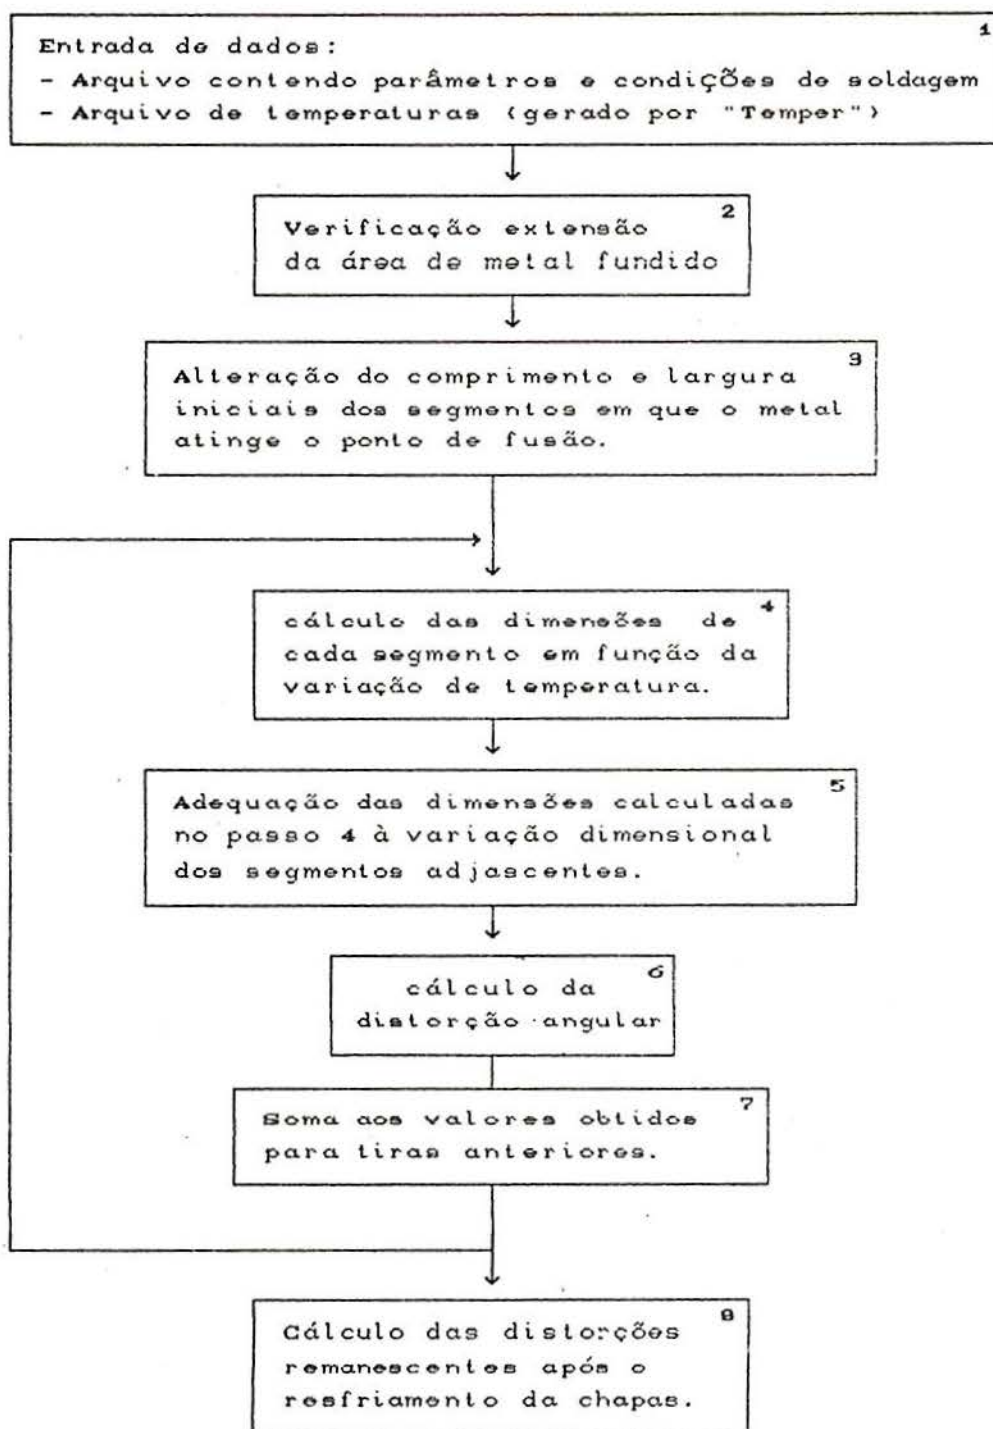 1
Entrada de dados:
- Arquivo contendo parâmetros e condições de soldagem
- Arquivo de temperaturas (gerado por "Temper")
2
Verificação extensão
da área de metal fundido
3
Alteração do comprimento e largura
iniciais dos segmentos em que o metal
atinge o ponto de fusão.
4
cálculo das dimensões de
cada segmento em função da
variação de temperatura.
5
Adequação das dimensões calculadas
no passo 4 à variação dimensional
dos segmentos adjascentes.
6
cálculo da
distorção angular
7
Soma aos valores obtidos
para tiras anteriores.
8
Cálculo das distorções
remanescentes após o
resfriamento da chapas.